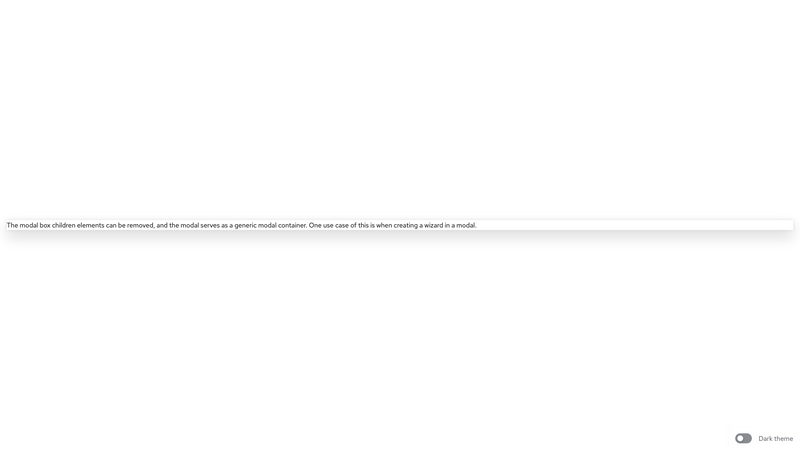 The modal box children elements can be removed, and the modal serves as a generic modal container. One use case of this is when creating a wizard in a modal.
Dark theme